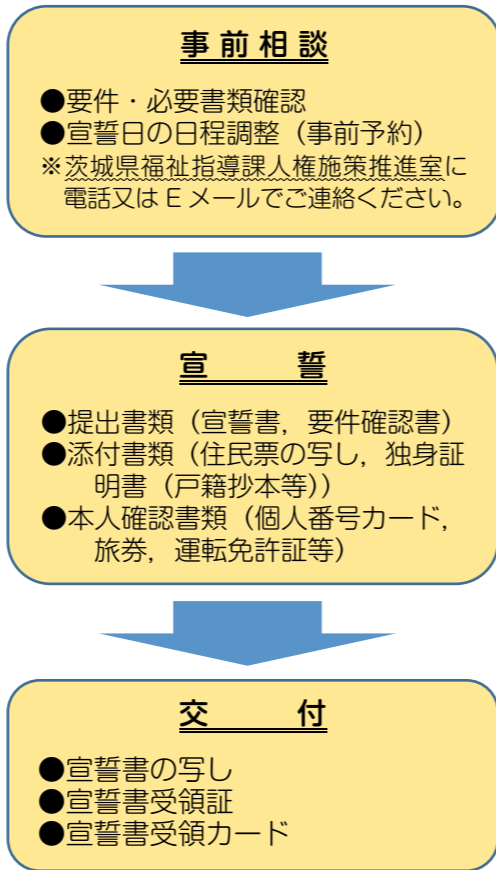 事前相談
●要件・必要書類確認
●宣誓日の日程調整（事前予約）
※茨城県福祉指導課人権施策推進室に
電話又はEメールでご連絡ください。
宣　　誓
●提出書類（宣誓書，要件確認書）
●添付書類（住民票の写し，独身証
明書（戸籍抄本等））
●本人確認書類（個人番号カード，
旅券，運転免許証等）
交　　付
●宣誓書の写し
●宣誓書受領証
●宣誓書受領カード